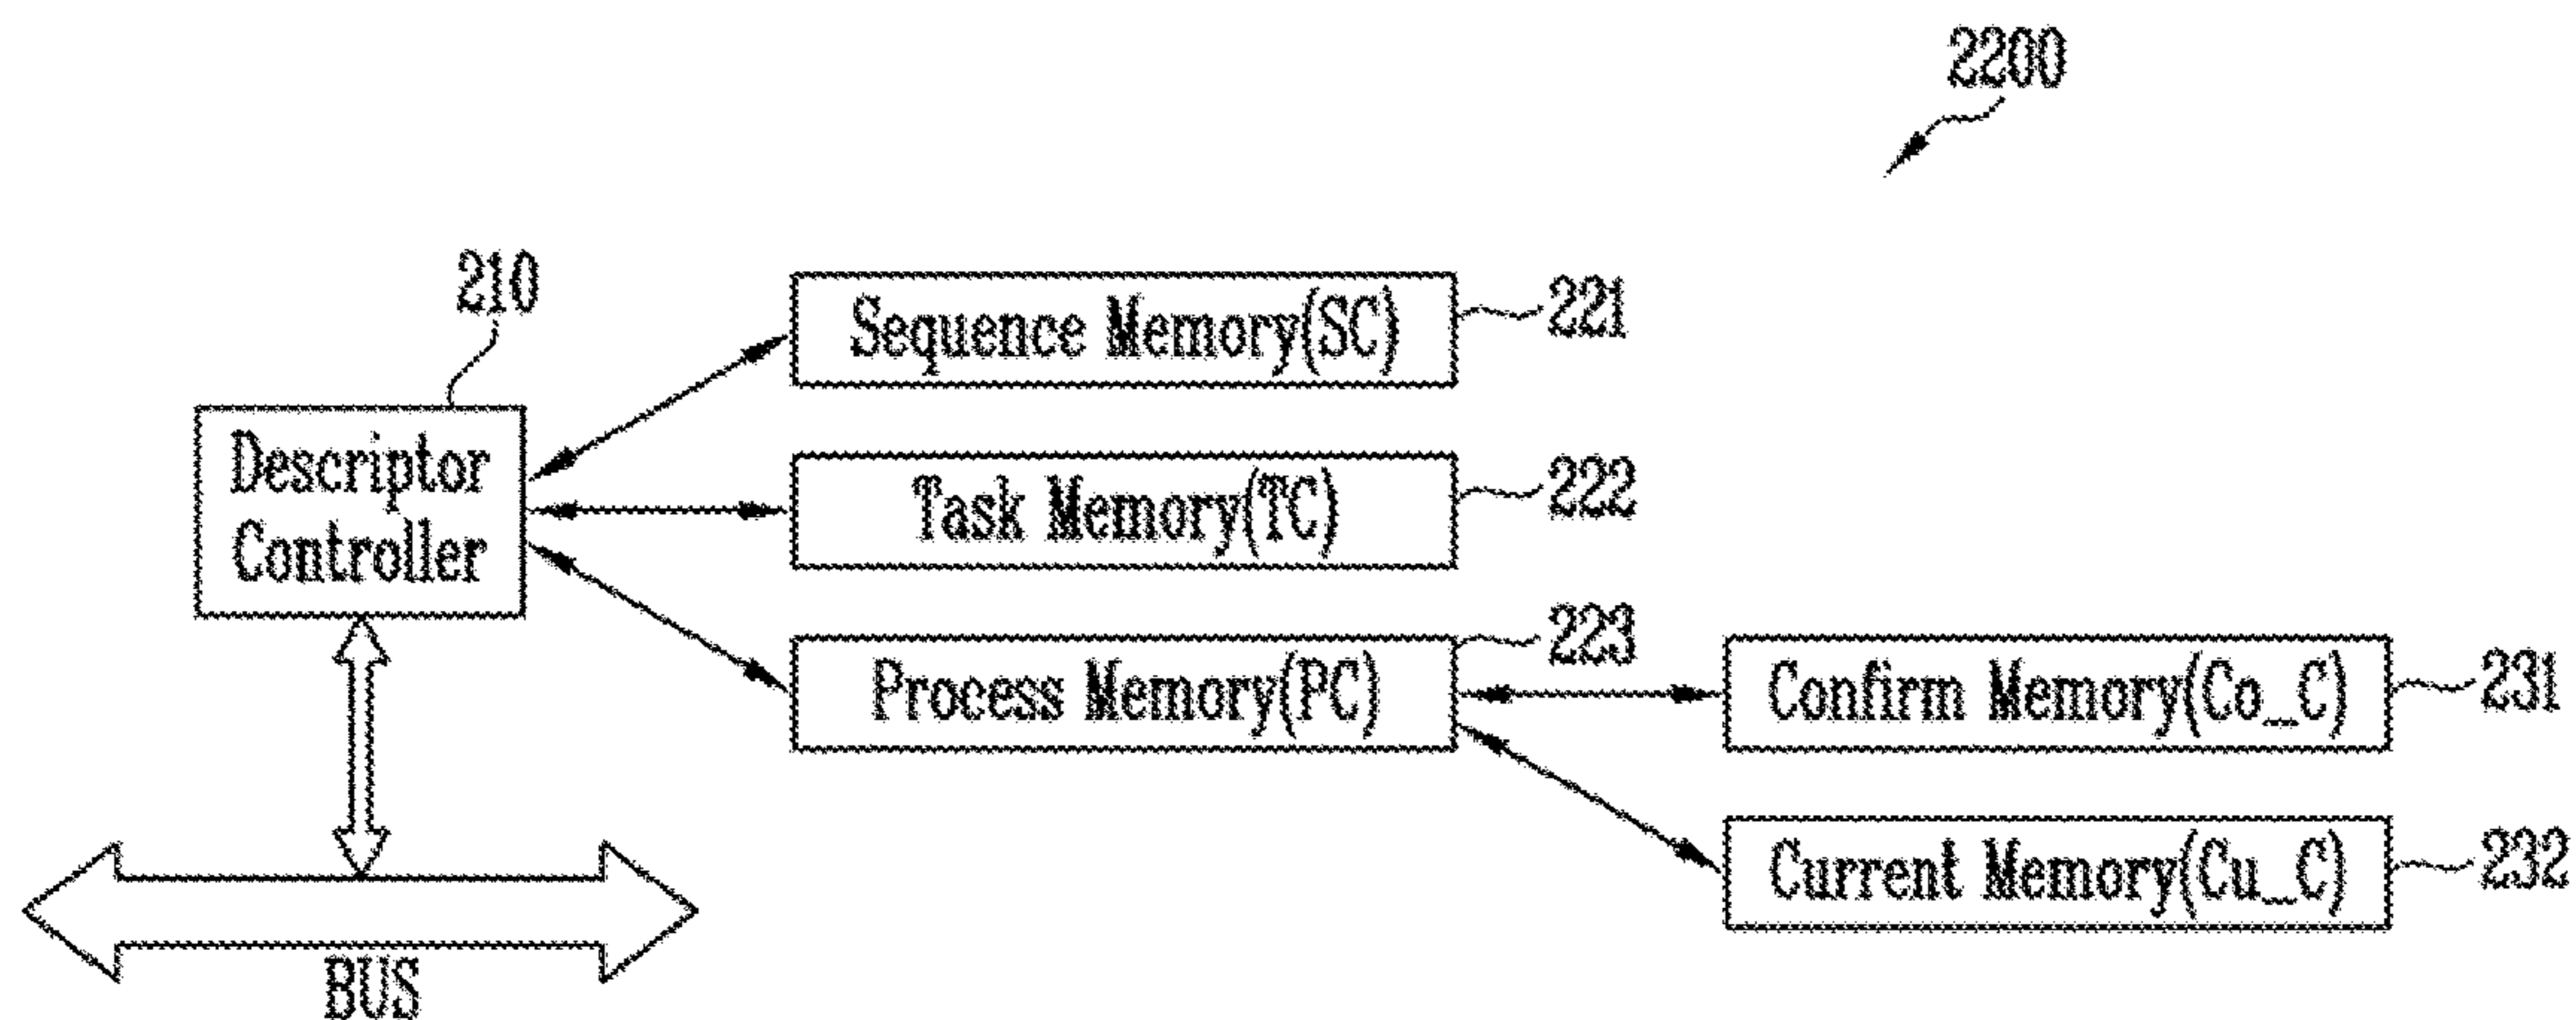 2200
210
Sequence Memory(SC)
221
Descriptor
Controller
Task Memory(TC)
222
Process Memory(PC)
223
Confirm Memory(Co_C)
231
Current Memory(Cu_C)
232
BUS